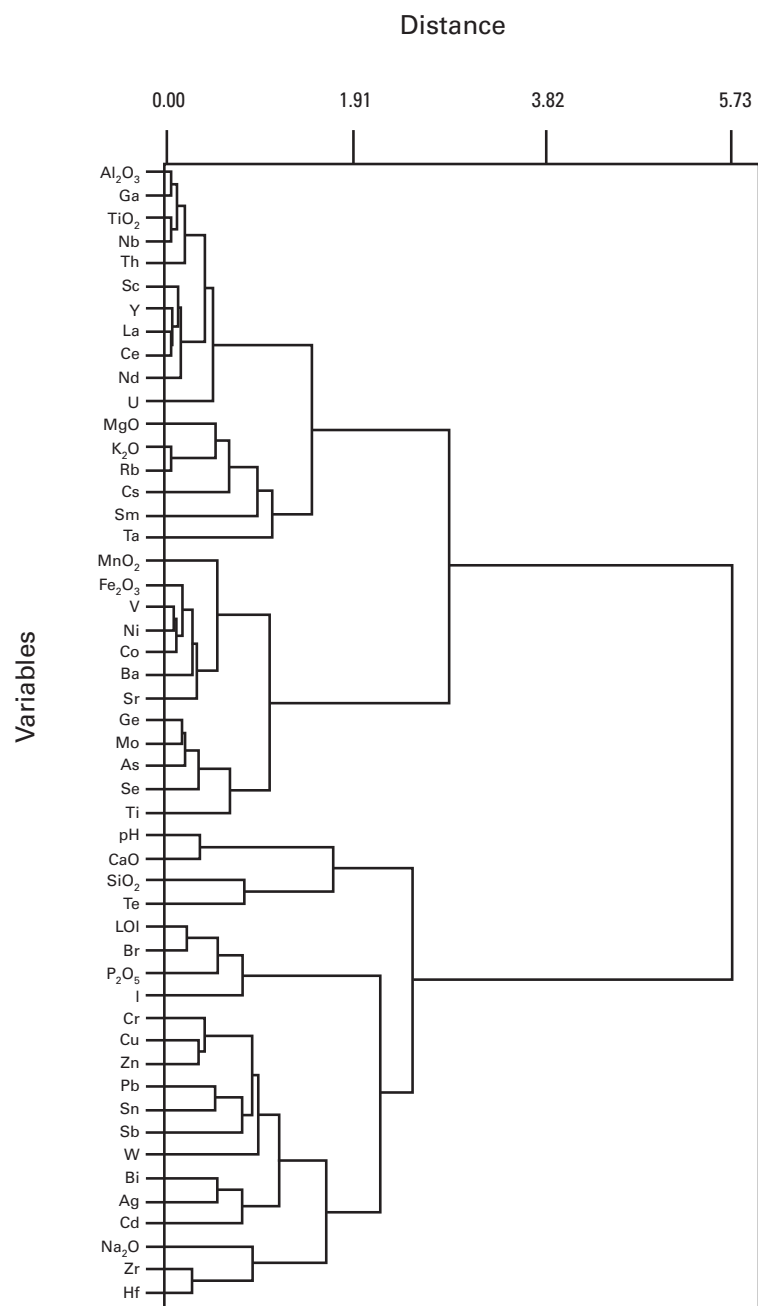 Distance
0.00 1.91 3.82 5.73
Variables
Al₂O₃
Ga
TiO₂
Nb
Th
Sc
Y
La
Ce
Nd
U
MgO
K₂O
Rb
Cs
Sm
Ta
MnO₂
Fe₂O₃
V
Ni
Co
Ba
Sr
Ge
Mo
As
Se
Ti
pH
CaO
SiO₂
Te
LOI
Br
P₂O₅
I
Cr
Cu
Zn
Pb
Sn
Sb
W
Bi
Ag
Cd
Na₂O
Zr
Hf